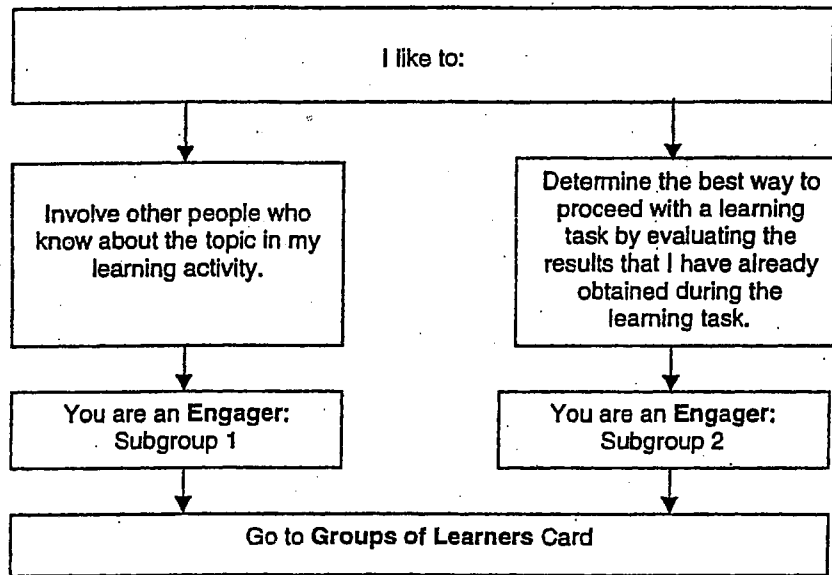 I like to:
Involve other people who
know about the topic in my
learning activity.
Determine the best way to
proceed with a learning
task by evaluating the
results that I have already
obtained during the
learning task.
You are an Engager:
Subgroup 1
You are an Engager:
Subgroup 2
Go to Groups of Learners Card